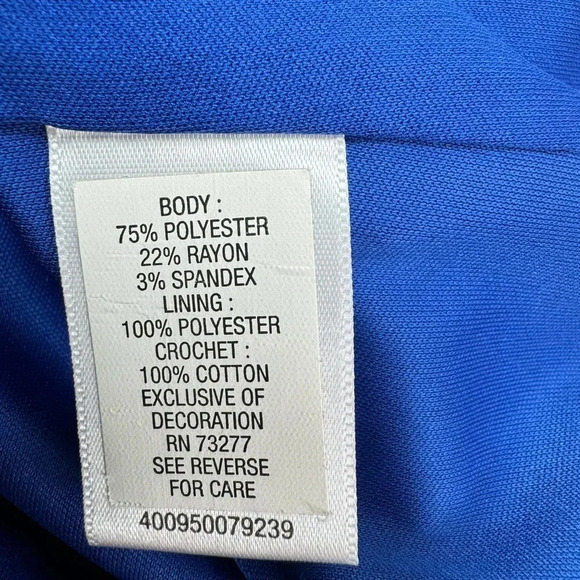 BODY :
75% POLYESTER
22% RAYON
3% SPANDEX
LINING :
100% POLYESTER
CROCHET :
100% COTTON
EXCLUSIVE OF
DECORATION
RN 73277
SEE REVERSE
FOR CARE
400950079239